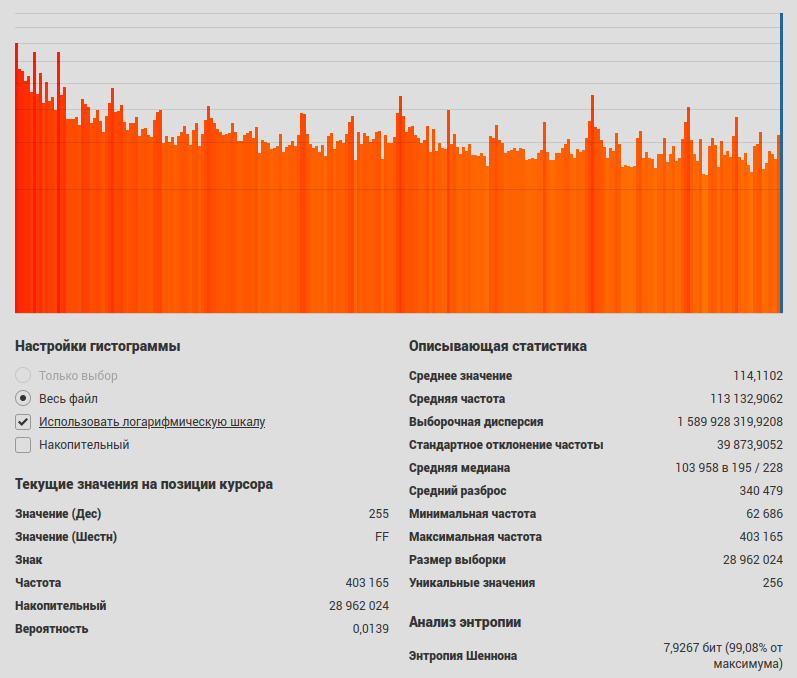 Настройки гистограммы
Только выбор
Весь файл
Использовать логарифмическую шкалу
Накопительный
Текущие значения на позиции курсора
Значение (Дес) 255
Значение (Шестн) FF
Знак
Частота 403 165
Накопительный 28 962 024
Вероятность 0,0139
Описывающая статистика
Среднее значение 114,1102
Средняя частота 113 132,9062
Выборочная дисперсия 1 589 928 319,9208
Стандартное отклонение частоты 39 873,9052
Средняя медиана 103 958 в 195 / 228
Средний разброс 340 479
Минимальная частота 62 686
Максимальная частота 403 165
Размер выборки 28 962 024
Уникальные значения 256
Анализ энтропии
Энтропия Шеннона 7,9267 бит (99,08% от
максимума)